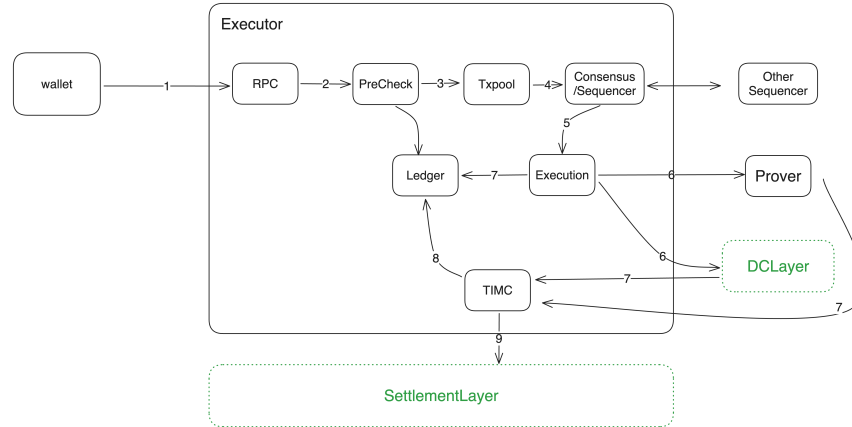 Executor
wallet
1
RPC
2
PreCheck
3
Txpool
4
Consensus
/Sequencer
Other
Sequencer
5
Ledger
7
Execution
6
Prover
6
8
DCLayer
7
TIMC
7
9
SettlementLayer